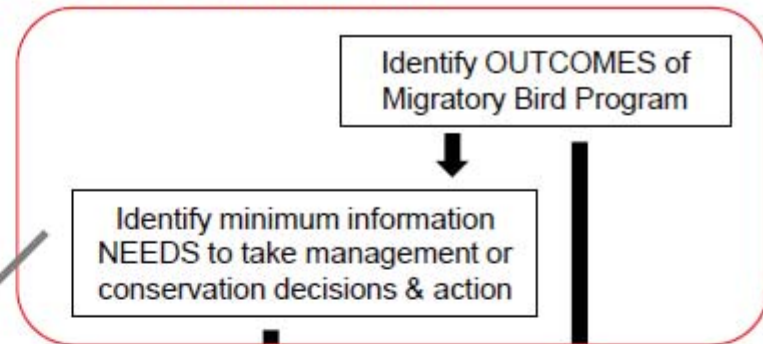 Identify OUTCOMES of
Migratory Bird Program
Identify minimum information
NEEDS to take management or
conservation decisions & action